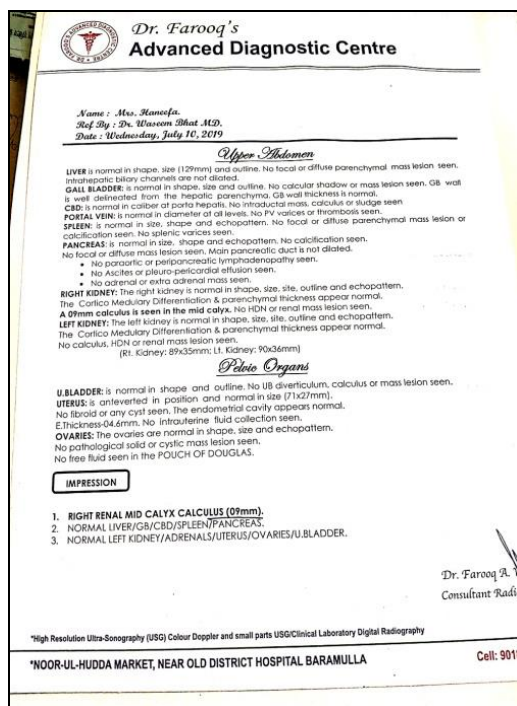 Dr. Farooq's
Advanced Diagnostic Centre
Name : Mrs. Haneefa.
Ref By : Dr. Waseem Bhat MD.
Date : Wednesday, July 10, 2019
Upper Abdomen
LIVER is normal in shape, size (129mm) and outline. No focal or diffuse parenchymal mass lesion seen.
Intrahepatic biliary channels are not dilated.
GALL BLADDER: is normal in shape, size and outline. No calcular shadow or mass lesion seen. GB wall
is well delineated from the hepatic parenchyma. GB wall thickness is normal.
CBD: is normal in caliber at porta hepatis. No intraductal mass, calculus or sludge seen
PORTAL VEIN: is normal in diameter at all levels. No PV varices or thrombosis seen.
SPLEEN: is normal in size, shape and echopattern. No focal or diffuse parenchymal mass lesion or
calcification seen. No splenic varices seen.
PANCREAS: is normal in size, shape and echopattern. No calcification seen.
No focal or diffuse mass lesion seen. Main pancreatic duct is not dilated.
• No paraortic or peripancreatic lymphadenopathy seen.
• No Ascites or pleuro-pericardial effusion seen.
• No adrenal or extra adrenal mass seen.
RIGHT KIDNEY: The right kidney is normal in shape, size, site, outline and echopattern.
The Cortico Medulary Differentiation & parenchymal thickness appear normal.
A 09mm calculus is seen in the mid calyx. No HDN or renal mass lesion seen.
LEFT KIDNEY: The left kidney is normal in shape, size, site, outline and echopattern.
The Cortico Medulary Differentiation & parenchymal thickness appear normal.
No calculus, HDN or renal mass lesion seen.
(Rt. Kidney: 89x35mm; Lt. Kidney: 90x36mm)
Pelvic Organs
U.BLADDER: is normal in shape and outline. No UB diverticulum, calculus or mass lesion seen.
UTERUS: is anteverted in position and normal in size (71x27mm).
No fibroid or any cyst seen. The endometrial cavity appears normal.
E.Thickness-04.6mm. No intrauterine fluid collection seen.
OVARIES: The ovaries are normal in shape, size and echopattern.
No pathological solid or cystic mass lesion seen.
No free fluid seen in the POUCH OF DOUGLAS.
IMPRESSION
1. RIGHT RENAL MID CALYX CALCULUS (09mm).
2. NORMAL LIVER/GB/CBD/SPLEEN/PANCREAS.
3. NORMAL LEFT KIDNEY/ADRENALS/UTERUS/OVARIES/U.BLADDER.
Dr. Farooq A.
Consultant Radi
*High Resolution Ultra-Sonography (USG) Colour Doppler and small parts USG/Clinical Laboratory Digital Radiography
*NOOR-UL-HUDDA MARKET, NEAR OLD DISTRICT HOSPITAL BARAMULLA
Cell: 901